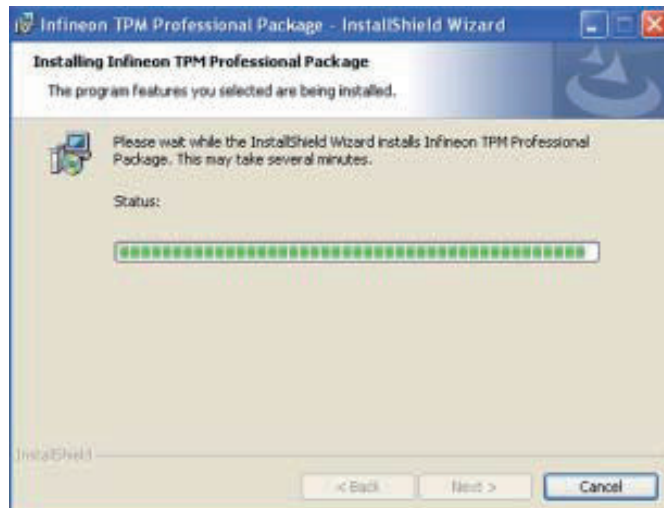 Infineon TPM Professional Package - InstallShield Wizard
Installing Infineon TPM Professional Package
The program features you selected are being installed.
Please wait while the InstallShield Wizard installs Infineon TPM Professional
Package. This may take several minutes.
Status:
InstallShield
< Back Next > Cancel